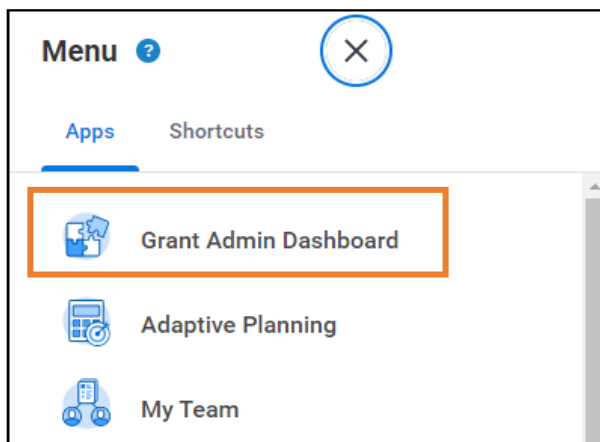 Menu ?
Apps Shortcuts
Grant Admin Dashboard
Adaptive Planning
My Team